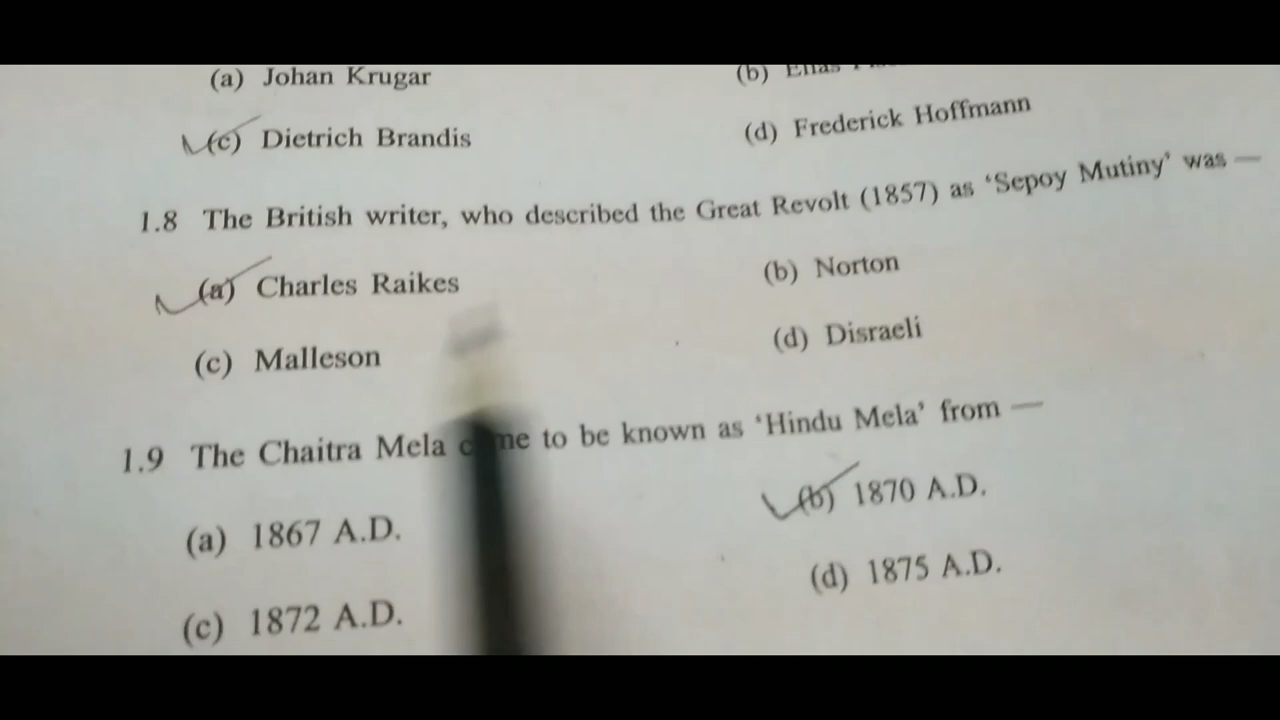 (a) Johan Krugar (b) Elias
(c) Dietrich Brandis (d) Frederick Hoffmann
1.8 The British writer, who described the Great Revolt (1857) as ‘Sepoy Mutiny’ was —
(a) Charles Raikes (b) Norton
(c) Malleson (d) Disraeli
1.9 The Chaitra Mela came to be known as ‘Hindu Mela’ from —
(a) 1867 A.D. (b) 1870 A.D.
(c) 1872 A.D. (d) 1875 A.D.